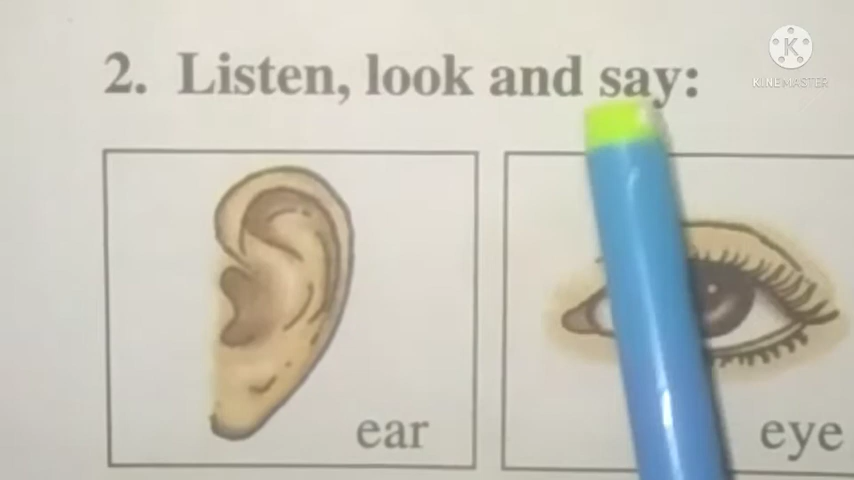 2. Listen, look and say:
K
KINEMASTER
ear
eye